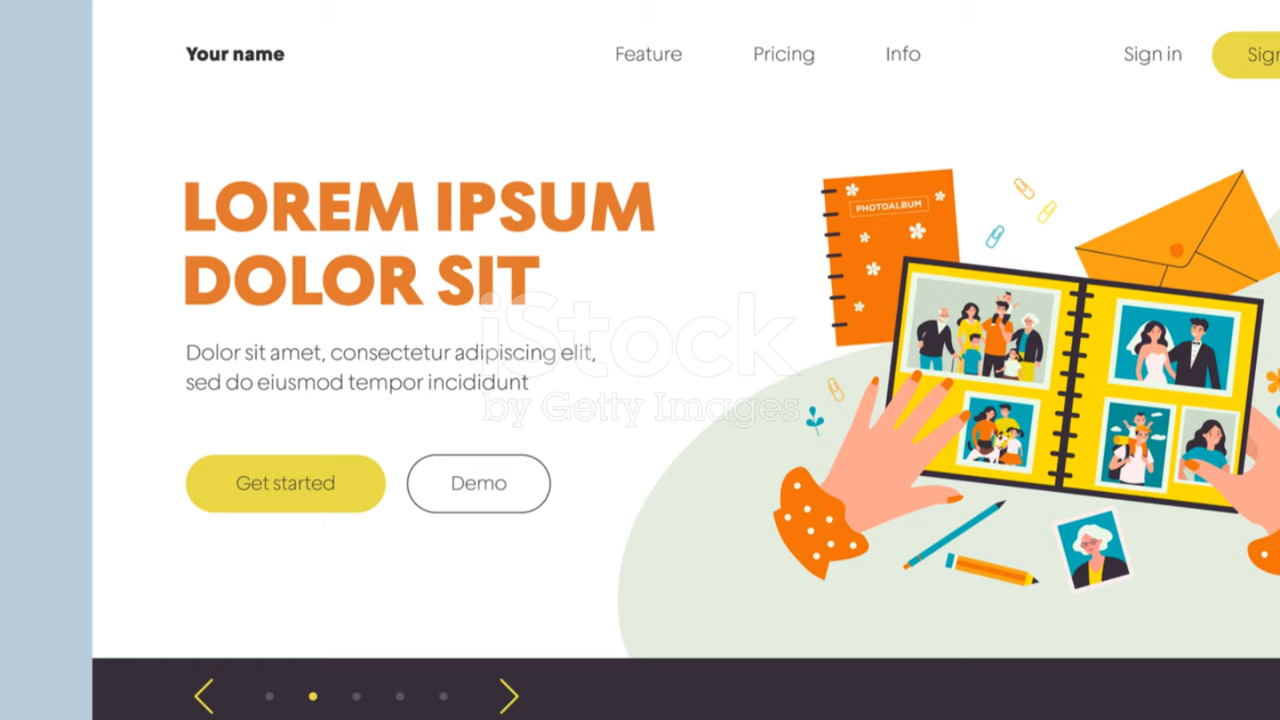 Your name
Feature
Pricing
Info
Sign in
LOREM IPSUM
DOLOR SIT
Dolor sit amet, consectetur adipiscing elit,
sed do eiusmod tempor incididunt
Get started
Demo
PHOTOALBUM
iStock
by Getty Images